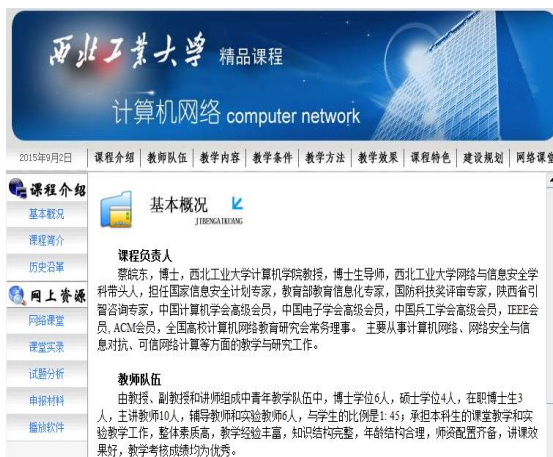 西北工业大学 精品课程
计算机网络 computer network
2015年9月2日 课程介绍 教师队伍 教学内容 教学条件 教学方法 教学效果 课程特色 建设规划 网络课堂
课程介绍
基本概况
课程简介
历史沿革
网上资源
网络课堂
课堂实录
试题分析
申报材料
播放软件
基本概况
JIBENGAIKUANG
课程负责人
蔡皖东，博士，西北工业大学计算机学院教授，博士生导师，西北工业大学网络与信息安全学
科带头人，担任国家信息安全计划专家，教育部教育信息化专家，国防科技奖评审专家，陕西省引
智咨询专家，中国计算机学会高级会员，中国电子学会高级会员，中国兵工学会高级会员，IEEE会
员, ACM会员，全国高校计算机网络教育研究会常务理事。 主要从事计算机网络、网络安全与信
息对抗、可信网络计算等方面的教学与研究工作。
教师队伍
由教授、副教授和讲师组成中青年教学队伍中，博士学位6人，硕士学位4人，在职博士生3
人，主讲教师10人，辅导教师和实验教师6人，与学生的比例是1: 45；承担本科生的课堂教学和实
验教学工作，整体素质高，教学经验丰富，知识结构完整，年龄结构合理，师资配置齐备，讲课效
果好，教学考核成绩均为优秀。